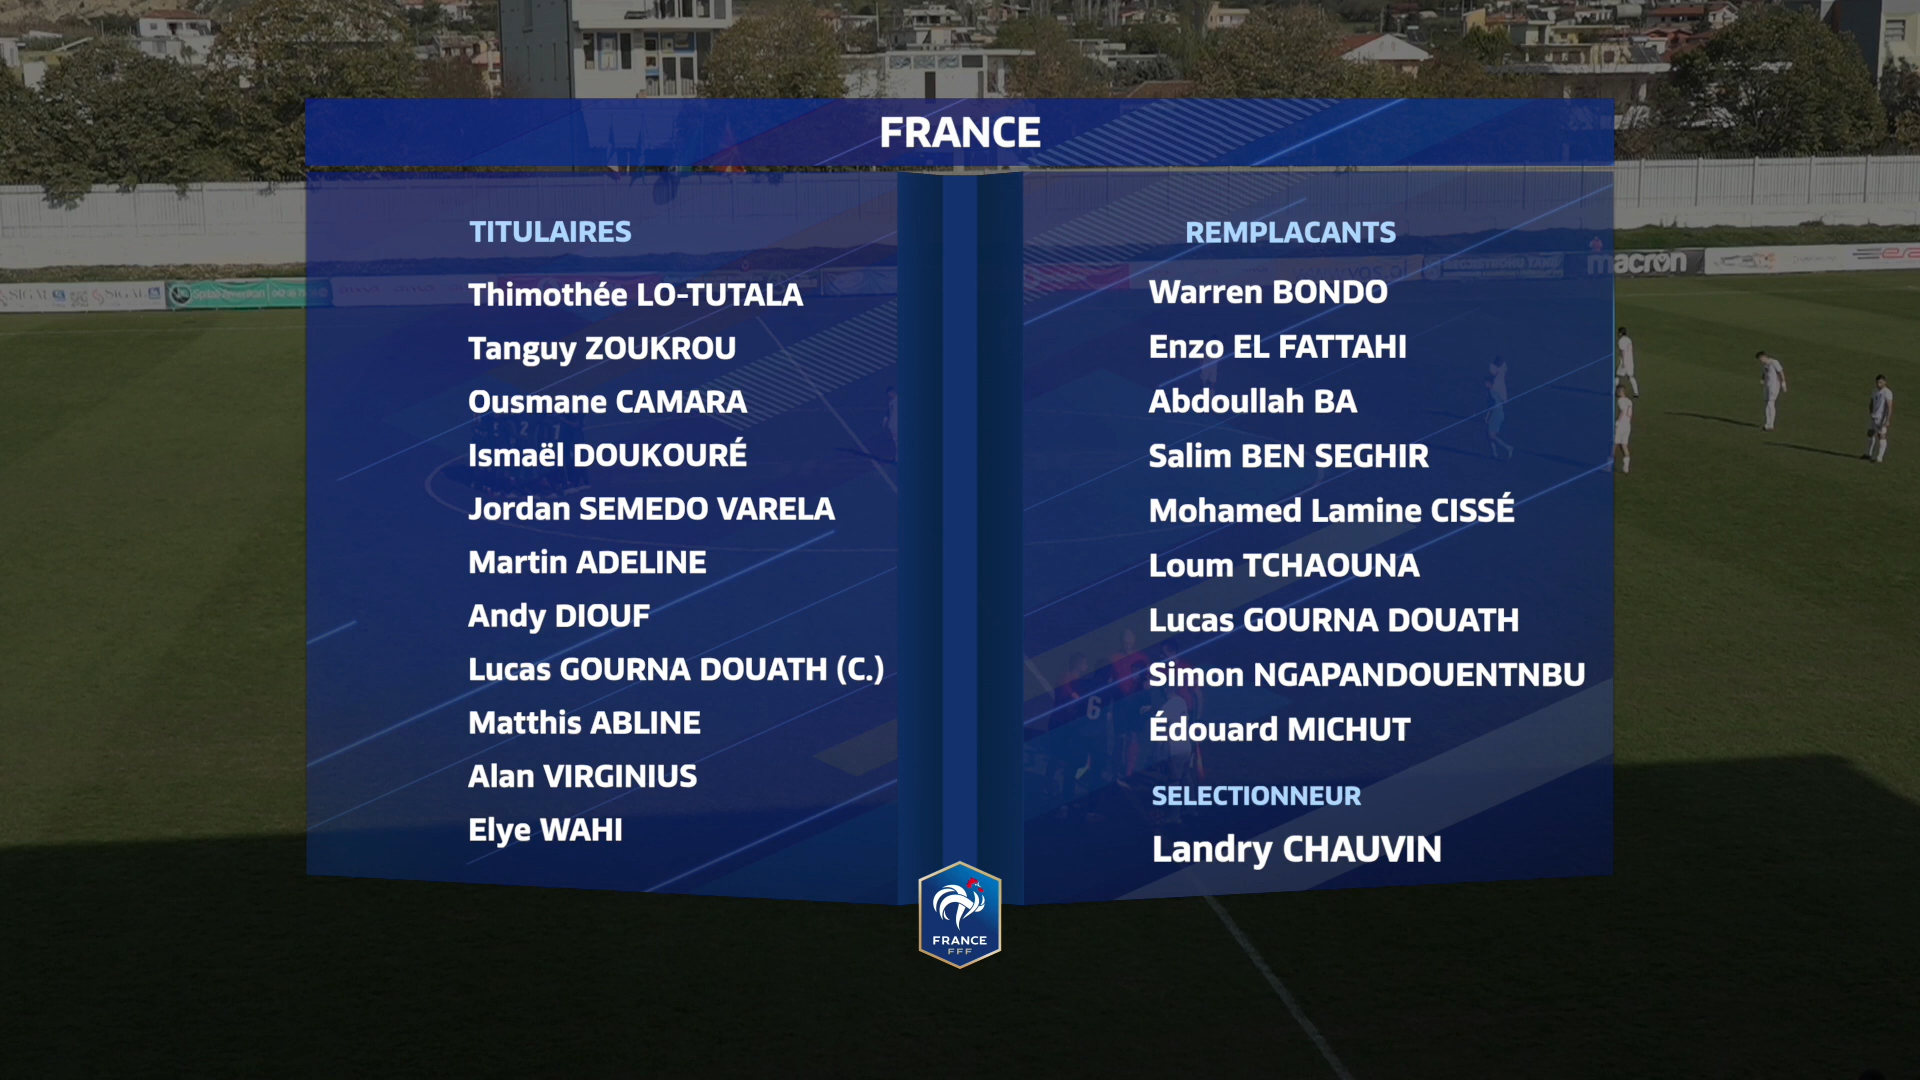 FRANCE
TITULAIRES
Thimothée LO-TUTALA
Tanguy ZOUKROU
Ousmane CAMARA
Ismaël DOUKOURÉ
Jordan SEMEDO VARELA
Martin ADELINE
Andy DIOUF
Lucas GOURNA DOUATH (C.)
Matthis ABLINE
Alan VIRGINIUS
Elye WAHI
REMPLACANTS
Warren BONDO
Enzo EL FATTAHI
Abdoullah BA
Salim BEN SEGHIR
Mohamed Lamine CISSÉ
Loum TCHAOUNA
Lucas GOURNA DOUATH
Simon NGAPANDOUENTNBU
Édouard MICHUT
SELECTIONNEUR
Landry CHAUVIN
FRANCE
FFF
macron
SIGAL
6